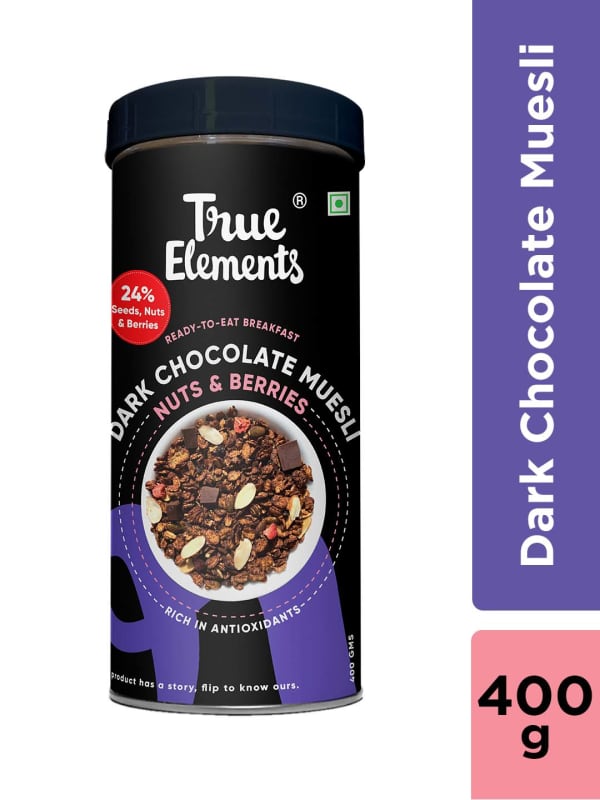 True ®
Elements
24%
Seeds, Nuts
& Berries
READY-TO-EAT BREAKFAST
DARK CHOCOLATE MUESLI
NUTS & BERRIES
RICH IN ANTIOXIDANTS
400 GMS
product has a story, flip to know ours.
Dark Chocolate Muesli
400
g